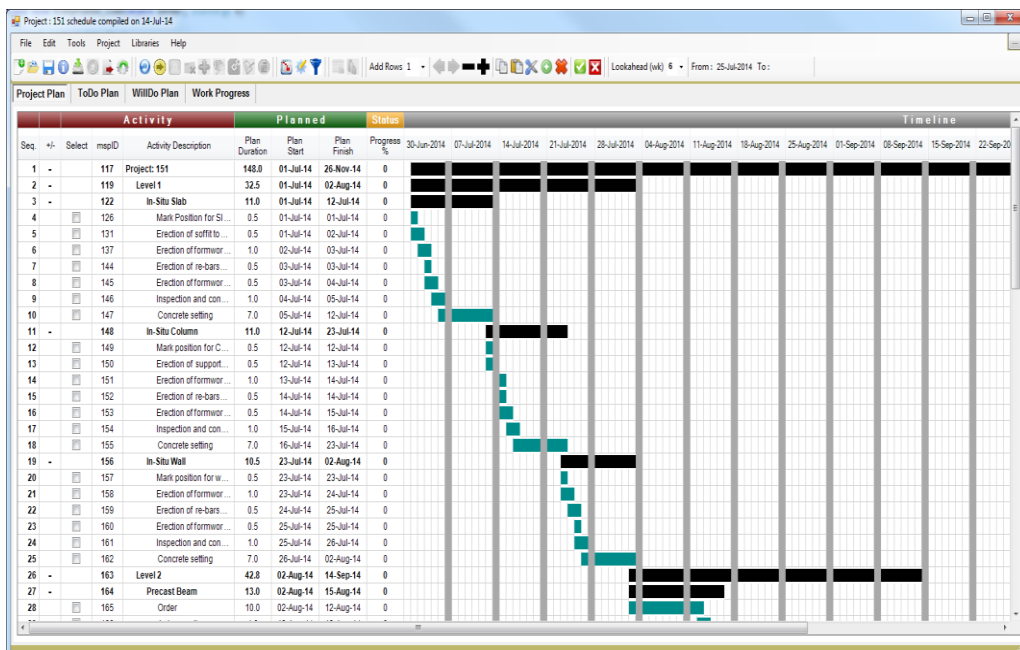 Project : 151 schedule compiled on 14-Jul-14
File Edit Tools Project Libraries Help
Add Rows 1 Lookahead (wk) 6 From: 25-Jul-2014 To :
Project Plan ToDo Plan WillDo Plan Work Progress
Activity Planned Status Timeline
Seq. +/- Select mspID Activity Description Plan Duration Plan Start Plan Finish Progress % 30-Jun-2014 07-Jul-2014 14-Jul-2014 21-Jul-2014 28-Jul-2014 04-Aug-2014 11-Aug-2014 18-Aug-2014 25-Aug-2014 01-Sep-2014 08-Sep-2014 15-Sep-2014 22-Sep-20
1 - 117 Project: 151 148.0 01-Jul-14 26-Nov-14 0
2 - 119 Level 1 32.5 01-Jul-14 02-Aug-14 0
3 - 122 In-Situ Slab 11.0 01-Jul-14 12-Jul-14 0
4 126 Mark Position for Sl... 0.5 01-Jul-14 01-Jul-14 0
5 131 Erection of soffit to... 0.5 01-Jul-14 02-Jul-14 0
6 137 Erection of formwor... 1.0 02-Jul-14 03-Jul-14 0
7 144 Erection of re-bars... 0.5 03-Jul-14 03-Jul-14 0
8 145 Erection of formwor... 0.5 03-Jul-14 04-Jul-14 0
9 146 Inspection and con... 1.0 04-Jul-14 05-Jul-14 0
10 147 Concrete setting 7.0 05-Jul-14 12-Jul-14 0
11 - 148 In-Situ Column 11.0 12-Jul-14 23-Jul-14 0
12 149 Mark position for C... 0.5 12-Jul-14 12-Jul-14 0
13 150 Erection of support... 0.5 12-Jul-14 13-Jul-14 0
14 151 Erection of formwor... 1.0 13-Jul-14 14-Jul-14 0
15 152 Erection of re-bars... 0.5 14-Jul-14 14-Jul-14 0
16 153 Erection of formwor... 0.5 14-Jul-14 15-Jul-14 0
17 154 Inspection and con... 1.0 15-Jul-14 16-Jul-14 0
18 155 Concrete setting 7.0 16-Jul-14 23-Jul-14 0
19 - 156 In-Situ Wall 10.5 23-Jul-14 02-Aug-14 0
20 157 Mark position for w... 0.5 23-Jul-14 23-Jul-14 0
21 158 Erection of formwor... 1.0 23-Jul-14 24-Jul-14 0
22 159 Erection of re-bars... 0.5 24-Jul-14 25-Jul-14 0
23 160 Erection of formwor... 0.5 25-Jul-14 25-Jul-14 0
24 161 Inspection and con... 1.0 25-Jul-14 26-Jul-14 0
25 162 Concrete setting 7.0 26-Jul-14 02-Aug-14 0
26 - 163 Level 2 42.8 02-Aug-14 14-Sep-14 0
27 - 164 Precast Beam 13.0 02-Aug-14 15-Aug-14 0
28 165 Order 10.0 02-Aug-14 12-Aug-14 0